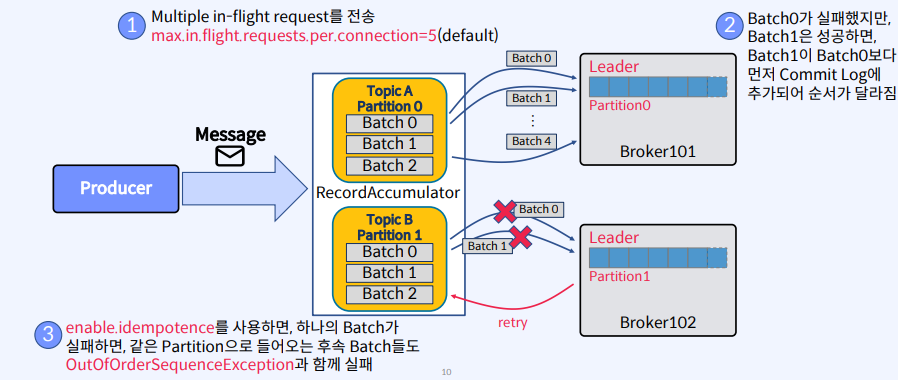 1
Multiple in-flight request를 전송
max.in.flight.requests.per.connection=5(default)
2
Batch0가 실패했지만,
Batch1은 성공하면,
Batch1이 Batch0보다
먼저 Commit Log에
추가되어 순서가 달라짐
Producer
Message
Topic A
Partition 0
Batch 0
Batch 1
Batch 2
RecordAccumulator
Topic B
Partition 1
Batch 0
Batch 1
Batch 2
Batch 0
Batch 1
⋮
Batch 4
Leader
Partition0
Broker101
Batch 0
Batch 1
retry
Leader
Partition1
Broker102
3
enable.idempotence를 사용하면, 하나의 Batch가
실패하면, 같은 Partition으로 들어오는 후속 Batch들도
OutOfOrderSequenceException과 함께 실패
10